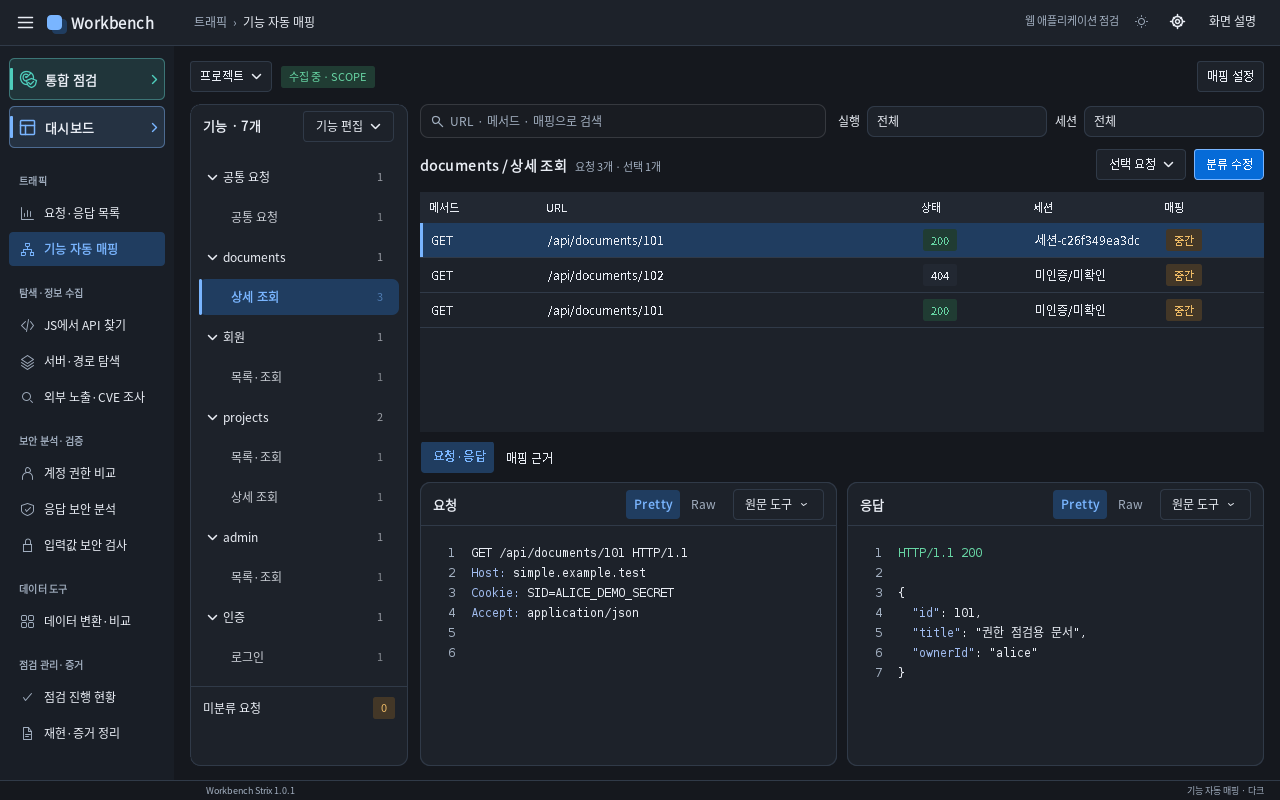 Workbench
트래픽 › 기능 자동 매핑
웹 애플리케이션 점검
화면 설명
통합 점검
대시보드
트래픽
요청·응답 목록
기능 자동 매핑
탐색·정보 수집
JS에서 API 찾기
서버·경로 탐색
외부 노출·CVE 조사
보안 분석·검증
계정 권한 비교
응답 보안 분석
입력값 보안 검사
데이터 도구
데이터 변환·비교
점검 관리·증거
점검 진행 현황
재현·증거 정리
프로젝트
수집 중 · SCOPE
매핑 설정
기능 · 7개
기능 편집
공통 요청 1
공통 요청 1
documents 1
상세 조회 3
회원 1
목록·조회 1
projects 2
목록·조회 1
상세 조회 1
admin 1
목록·조회 1
인증 1
로그인 1
미분류 요청 0
URL · 메서드 · 매핑으로 검색
실행 전체
세션 전체
documents / 상세 조회 요청 3개 · 선택 1개
선택 요청
분류 수정
메서드 URL 상태 세션 매핑
GET /api/documents/101 200 세션-c26f349ea3dc 중간
GET /api/documents/102 404 미인증/미확인 중간
GET /api/documents/101 200 미인증/미확인 중간
요청·응답
매핑 근거
요청 Pretty Raw 원문 도구
1 GET /api/documents/101 HTTP/1.1
2 Host: simple.example.test
3 Cookie: SID=ALICE_DEMO_SECRET
4 Accept: application/json
5
6
응답 Pretty Raw 원문 도구
1 HTTP/1.1 200
2
3 {
4 "id": 101,
5 "title": "권한 점검용 문서",
6 "ownerId": "alice"
7 }
Workbench Strix 1.0.1
기능 자동 매핑 · 다크